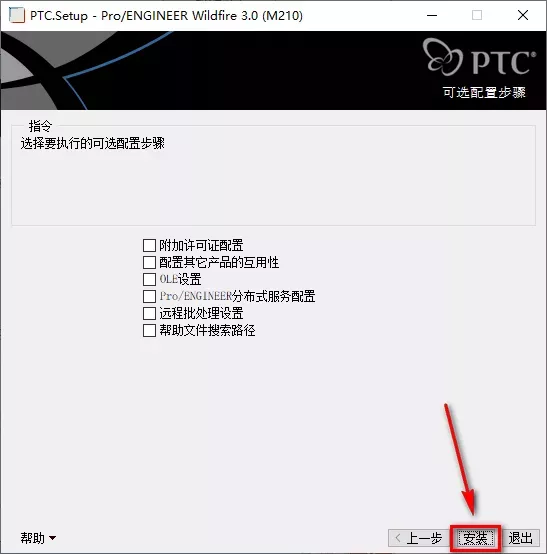 PTC.Setup - Pro/ENGINEER Wildfire 3.0 (M210)
PTC®
可选配置步骤
指令
选择要执行的可选配置步骤
附加许可证配置
配置其它产品的互用性
OLE设置
Pro/ENGINEER分布式服务配置
远程批处理设置
帮助文件搜索路径
帮助 < 上一步 安装 退出